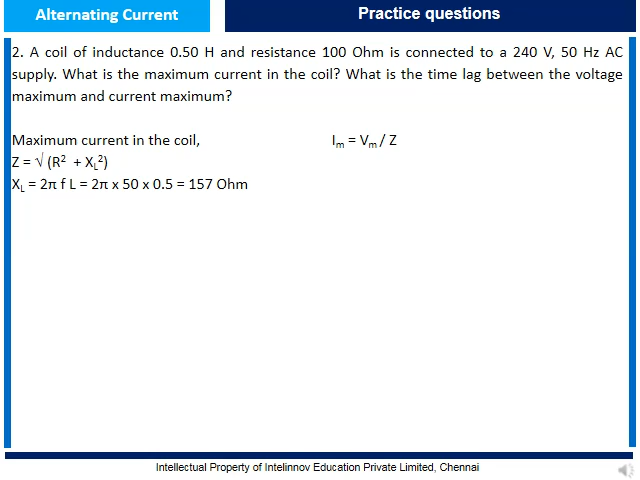 Alternating Current
Practice questions
2. A coil of inductance 0.50 H and resistance 100 Ohm is connected to a 240 V, 50 Hz AC
supply. What is the maximum current in the coil? What is the time lag between the voltage
maximum and current maximum?
Maximum current in the coil, Iₘ = Vₘ / Z
Z = √ (R² + X_L²)
X_L = 2π f L = 2π x 50 x 0.5 = 157 Ohm
Intellectual Property of Intelinnov Education Private Limited, Chennai